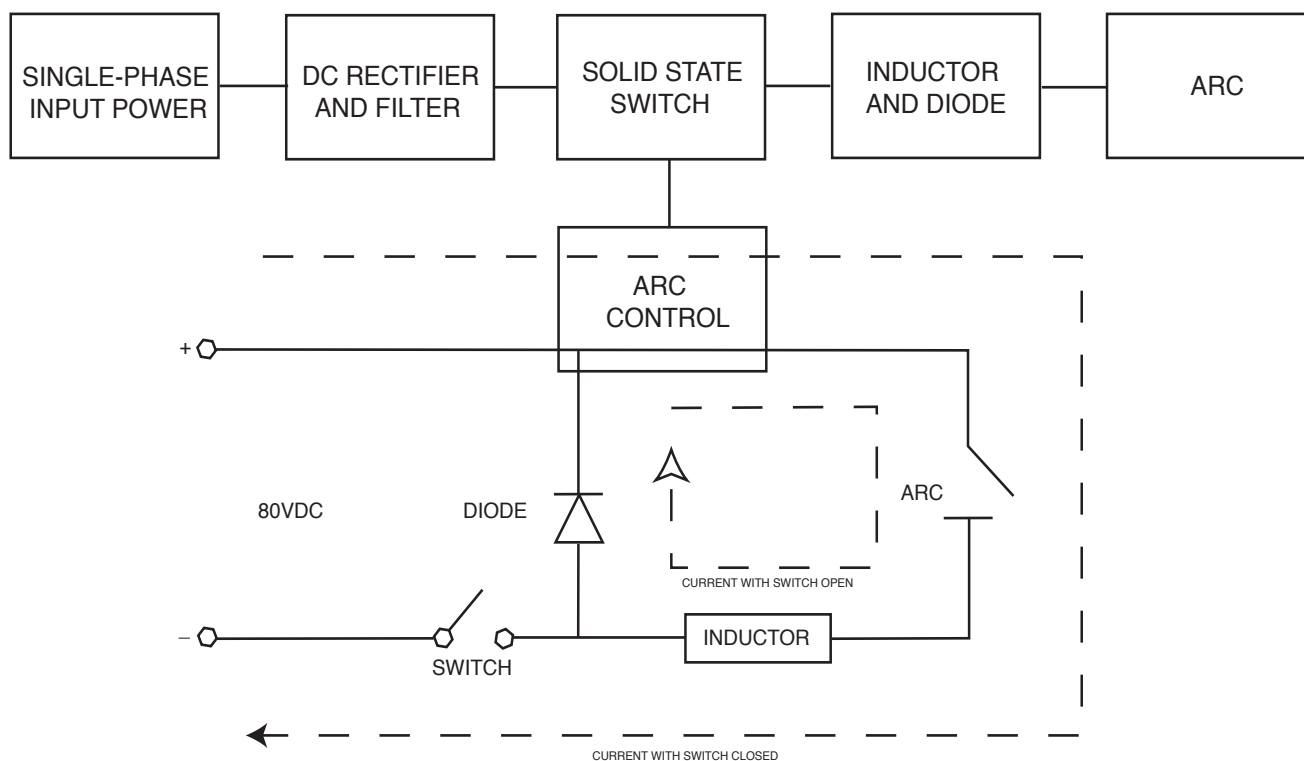 SINGLE-PHASE
INPUT POWER
DC RECTIFIER
AND FILTER
SOLID STATE
SWITCH
INDUCTOR
AND DIODE
ARC
ARC
CONTROL
+
80VDC
DIODE
ARC
CURRENT WITH SWITCH OPEN
–
SWITCH
INDUCTOR
CURRENT WITH SWITCH CLOSED